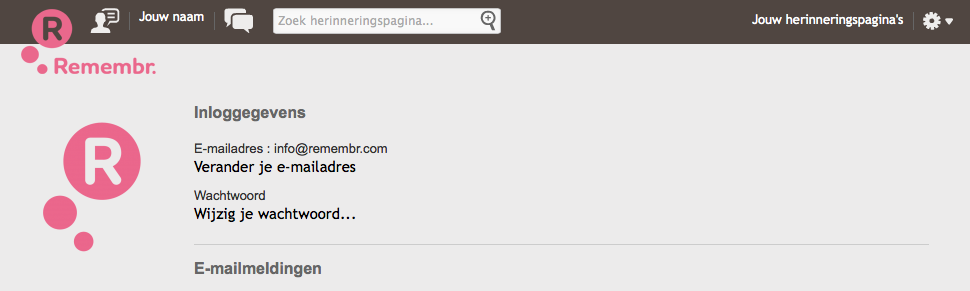 R
Jouw naam
Zoek herinneringspagina...
Jouw herinneringspagina's
Remembr.
R
Inloggegevens
E-mailadres : info@remembr.com
Verander je e-mailadres
Wachtwoord
Wijzig je wachtwoord...
E-mailmeldingen